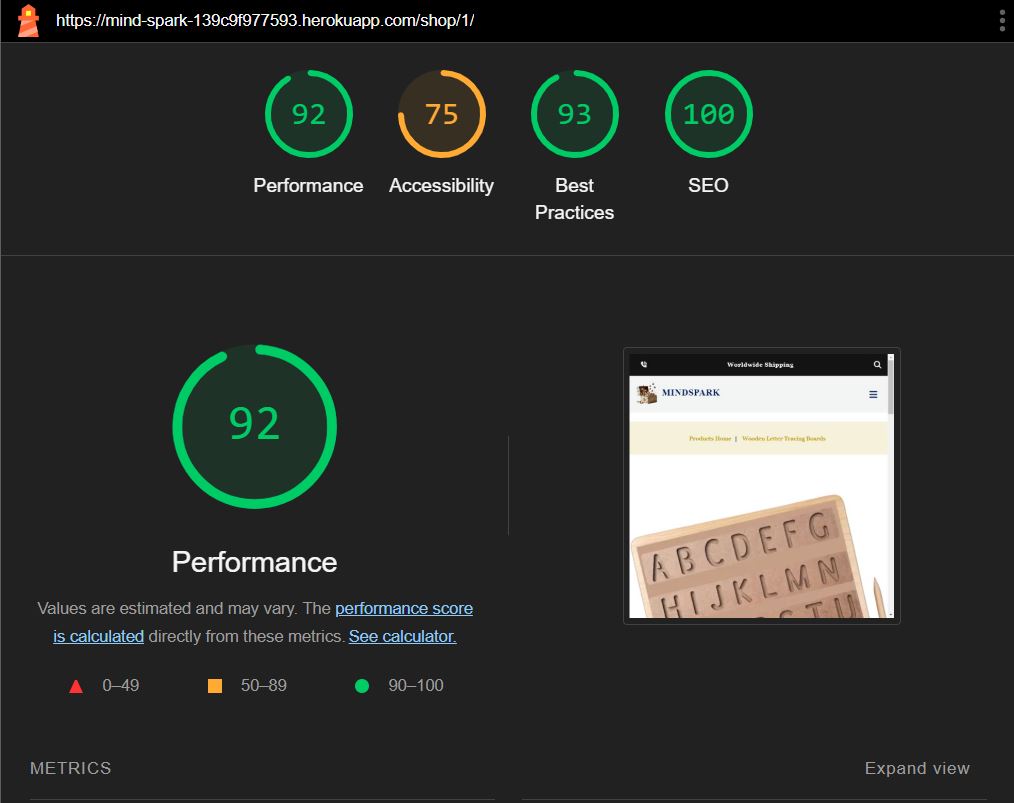 https://mind-spark-139c9f977593.herokuapp.com/shop/1/
92
75
93
100
Performance
Accessibility
Best
Practices
SEO
92
Performance
Values are estimated and may vary. The performance score
is calculated directly from these metrics. See calculator.
0–49
50–89
90–100
Worldwide Shipping
MINDSPARK
Products Home | Wooden Letter Tracing Boards
A B C D E F G
H I J K L M N
S T U
METRICS
Expand view